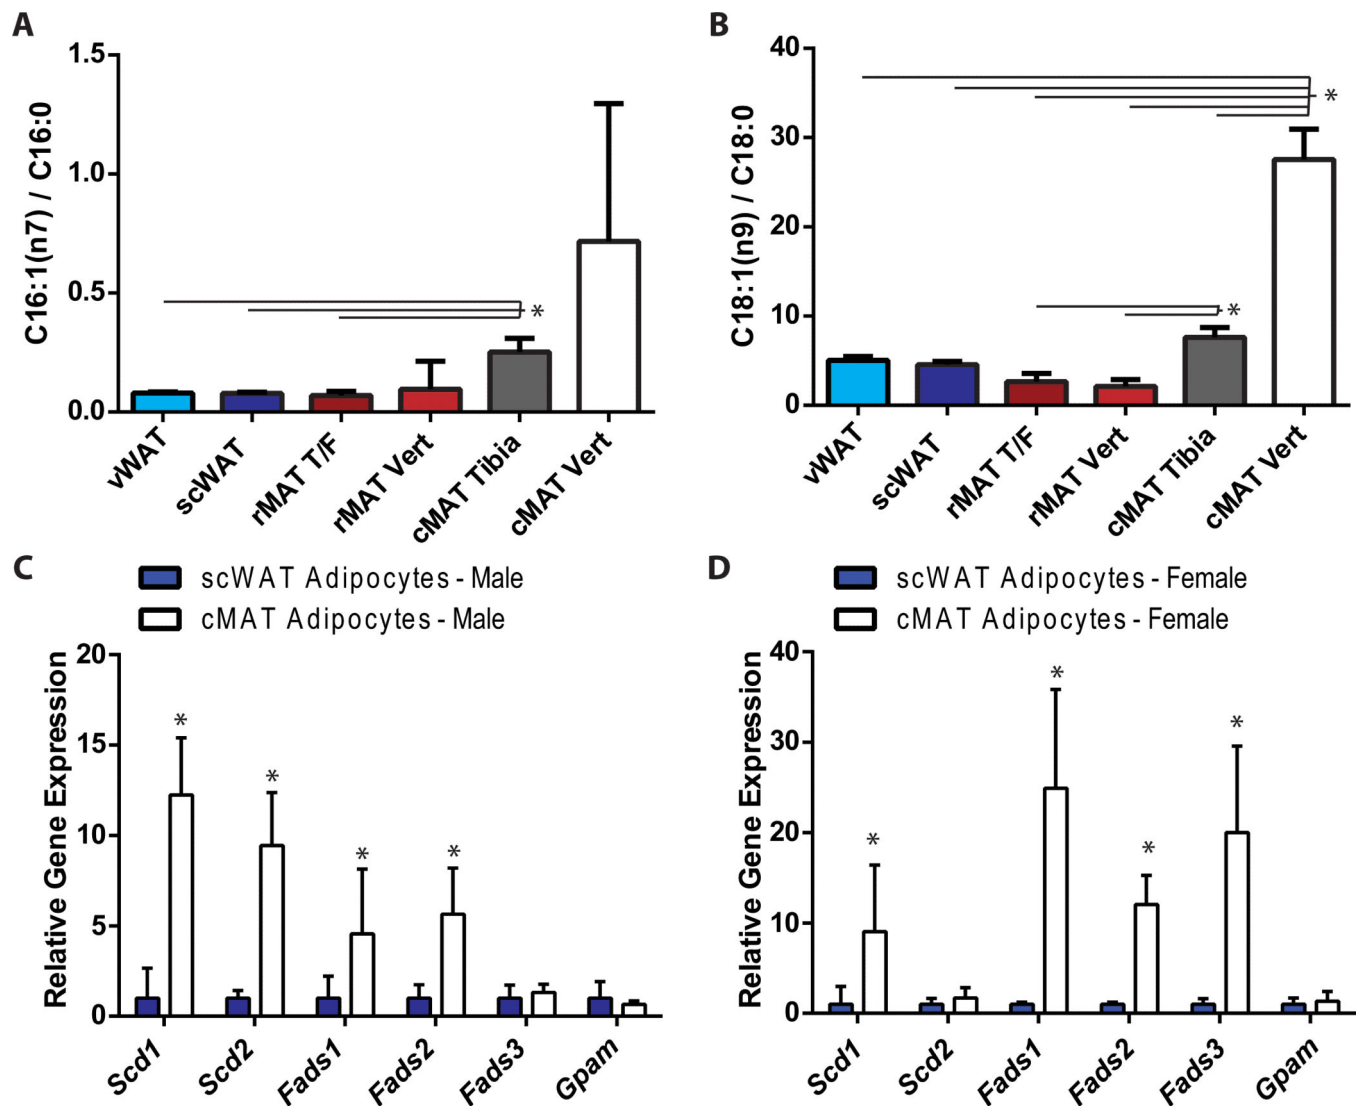 A
C16:1(n7) / C16:0
1.5
1.0
0.5
0.0
*
vWAT
scWAT
rMAT T/F
rMAT Vert
cMAT Tibia
cMAT Vert
B
C18:1(n9) / C18:0
40
30
20
10
0
*
*
vWAT
scWAT
rMAT T/F
rMAT Vert
cMAT Tibia
cMAT Vert
C
scWAT Adipocytes - Male
cMAT Adipocytes - Male
Relative Gene Expression
20
15
10
5
0
*
*
*
*
Scd1
Scd2
Fads1
Fads2
Fads3
Gpam
D
scWAT Adipocytes - Female
cMAT Adipocytes - Female
Relative Gene Expression
40
30
20
10
0
*
*
*
*
Scd1
Scd2
Fads1
Fads2
Fads3
Gpam